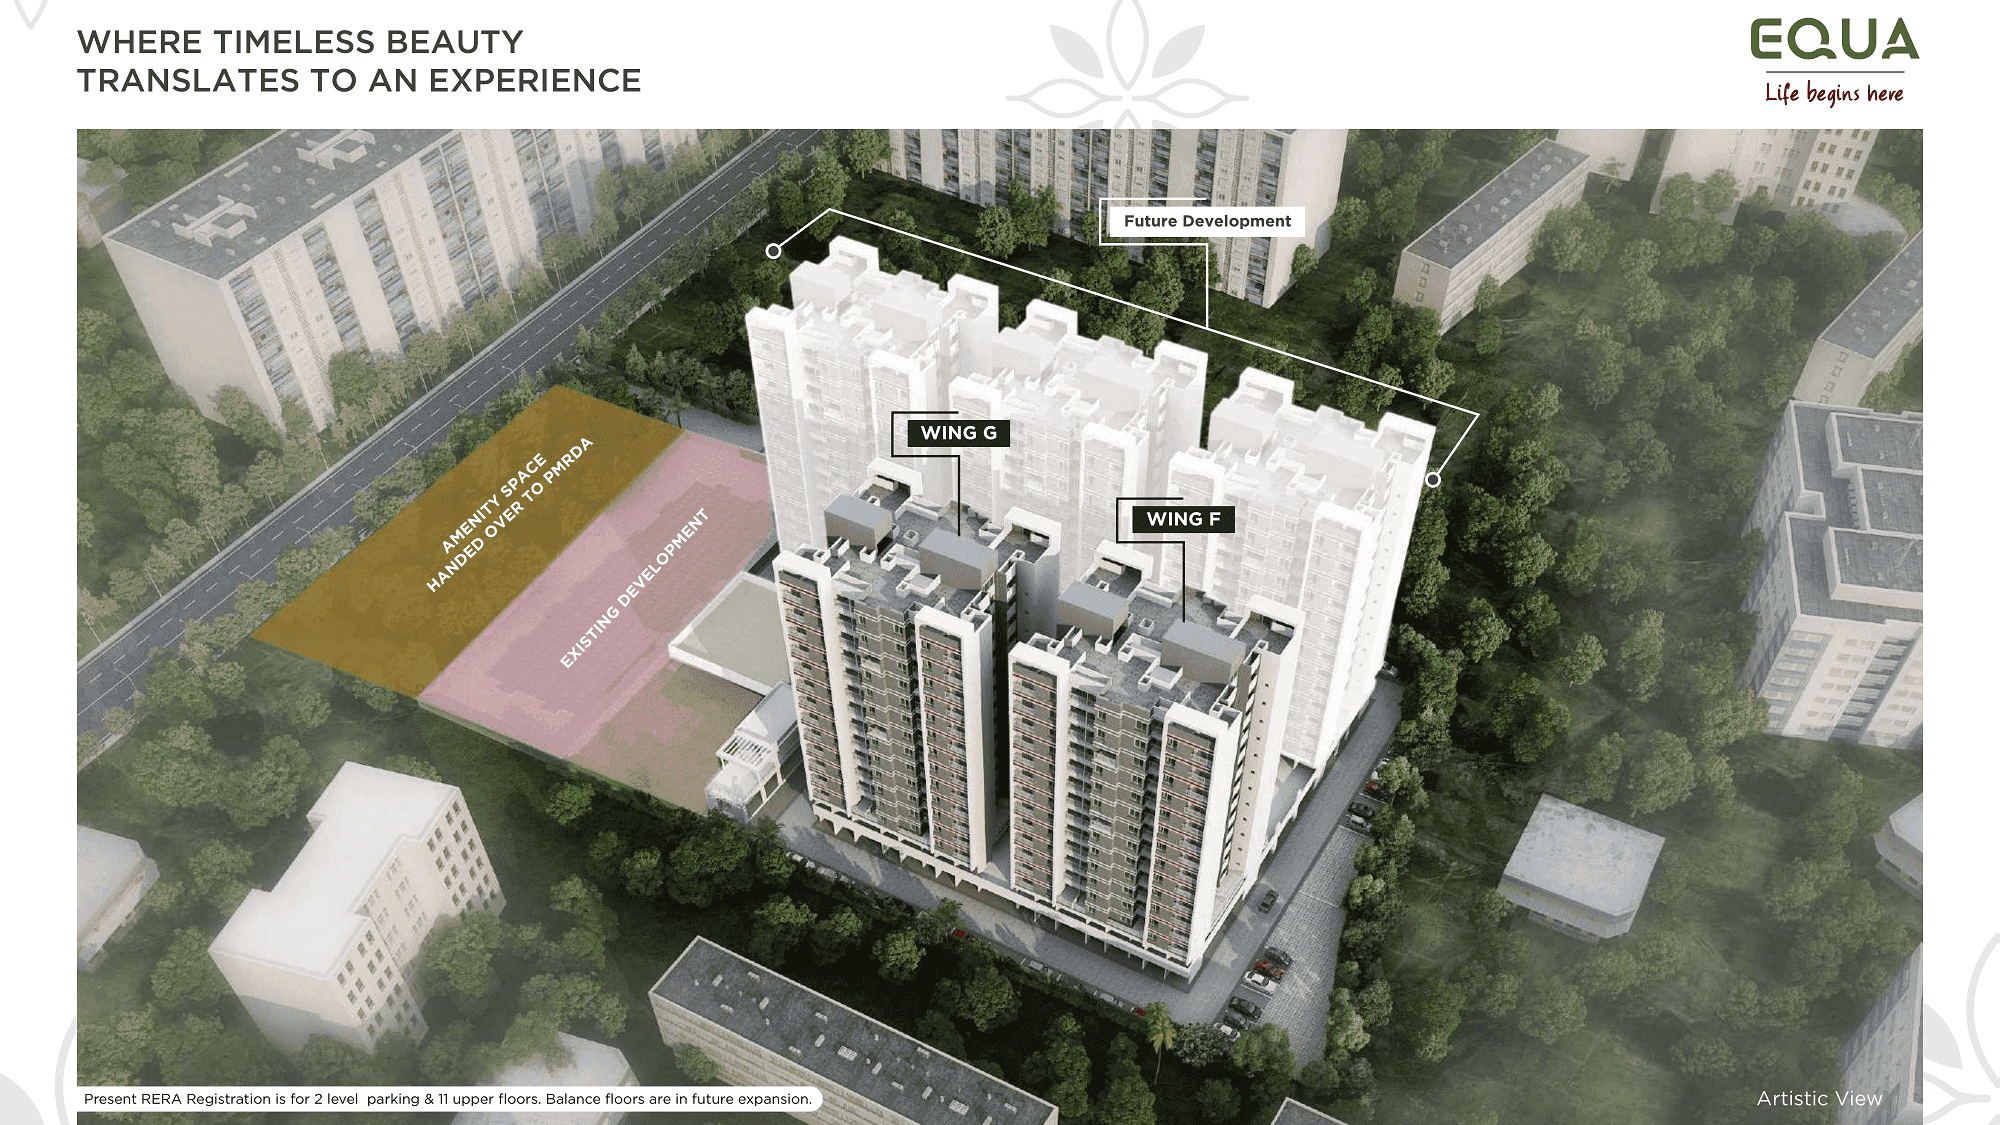 WHERE TIMELESS BEAUTY
TRANSLATES TO AN EXPERIENCE
EQUA
Life begins here
Future Development
WING G
WING F
AMENITY SPACE
HANDED OVER TO PMRDA
EXISTING DEVELOPMENT
Present RERA Registration is for 2 level parking & 11 upper floors. Balance floors are in future expansion.
Artistic View